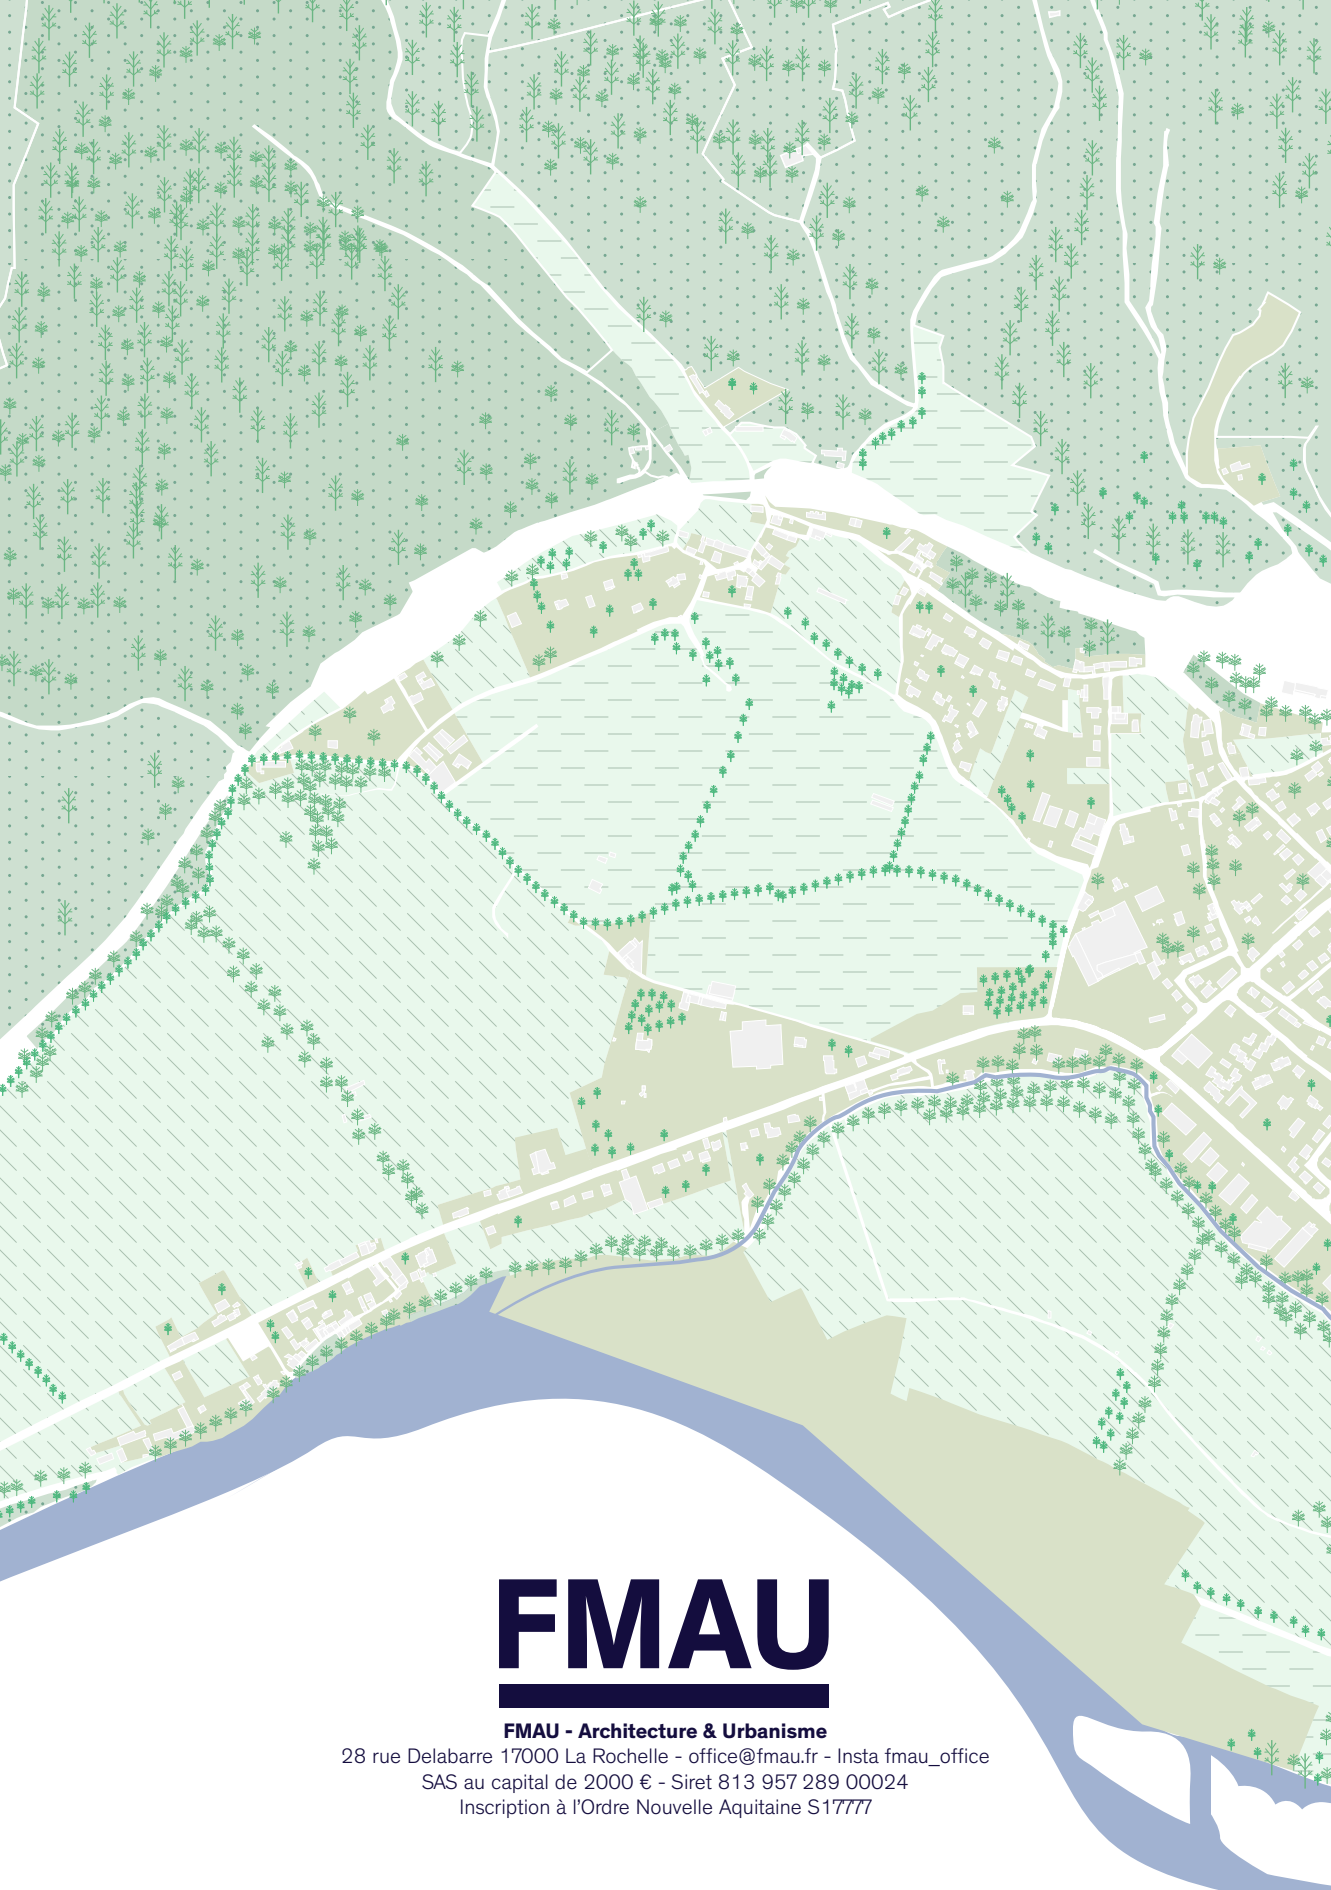 FMAU
FMAU - Architecture & Urbanisme
28 rue Delabarre 17000 La Rochelle - office@fmau.fr - Insta fmau_office
SAS au capital de 2000 € - Siret 813 957 289 00024
Inscription à l'Ordre Nouvelle Aquitaine S17777